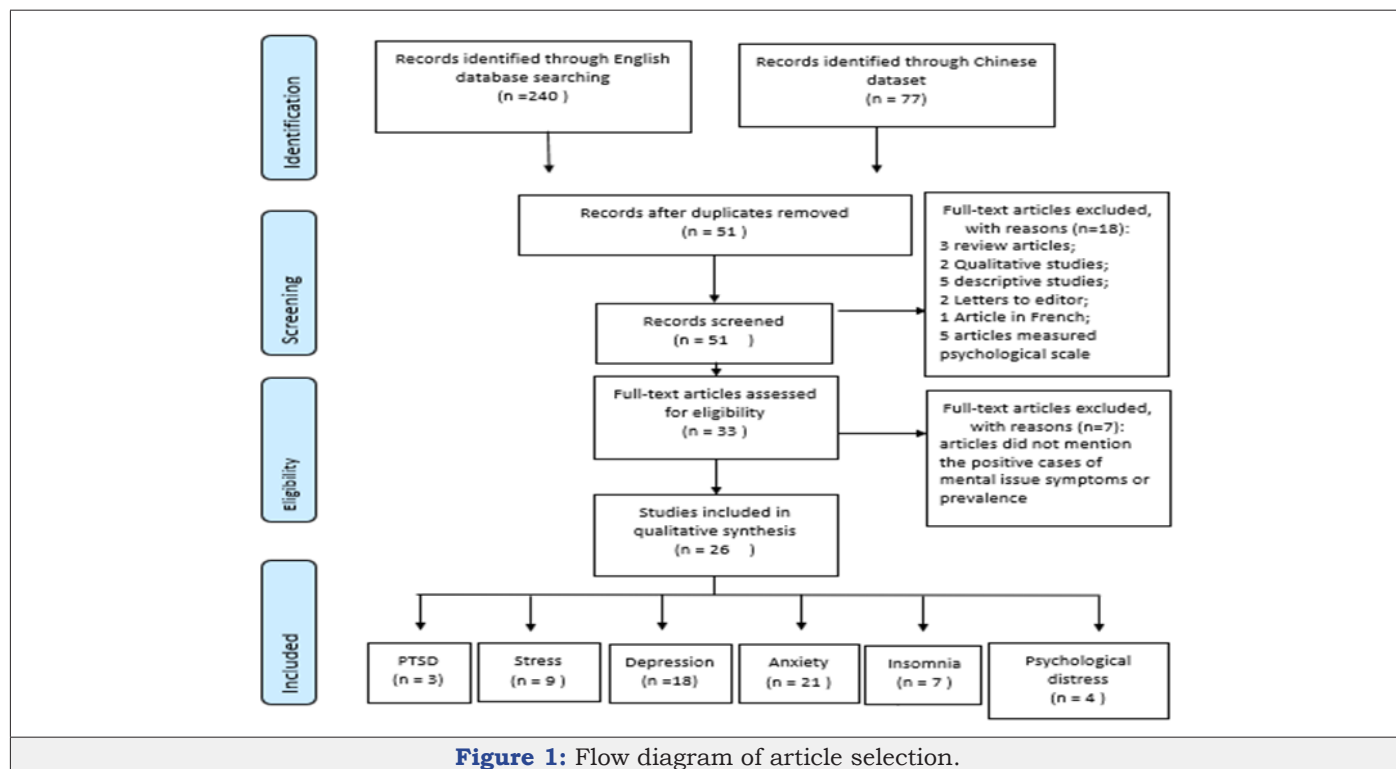 Identification
Records identified through English
database searching
(n =240 )
Records identified through Chinese
dataset
(n = 77)
Screening
Records after duplicates removed
(n = 51 )
Full-text articles excluded,
with reasons (n=18):
3 review articles;
2 Qualitative studies;
5 descriptive studies;
2 Letters to editor;
1 Article in French;
5 articles measured
psychological scale
Records screened
(n = 51 )
Eligibility
Full-text articles assessed
for eligibility
(n = 33 )
Full-text articles excluded,
with reasons (n=7):
articles did not mention
the positive cases of
mental issue symptoms or
prevalence
Studies included in
qualitative synthesis
(n = 26 )
Included
PTSD
(n = 3)
Stress
(n = 9 )
Depression
(n =18)
Anxiety
(n = 21 )
Insomnia
(n = 7 )
Psychological
distress
(n = 4 )
Figure 1: Flow diagram of article selection.